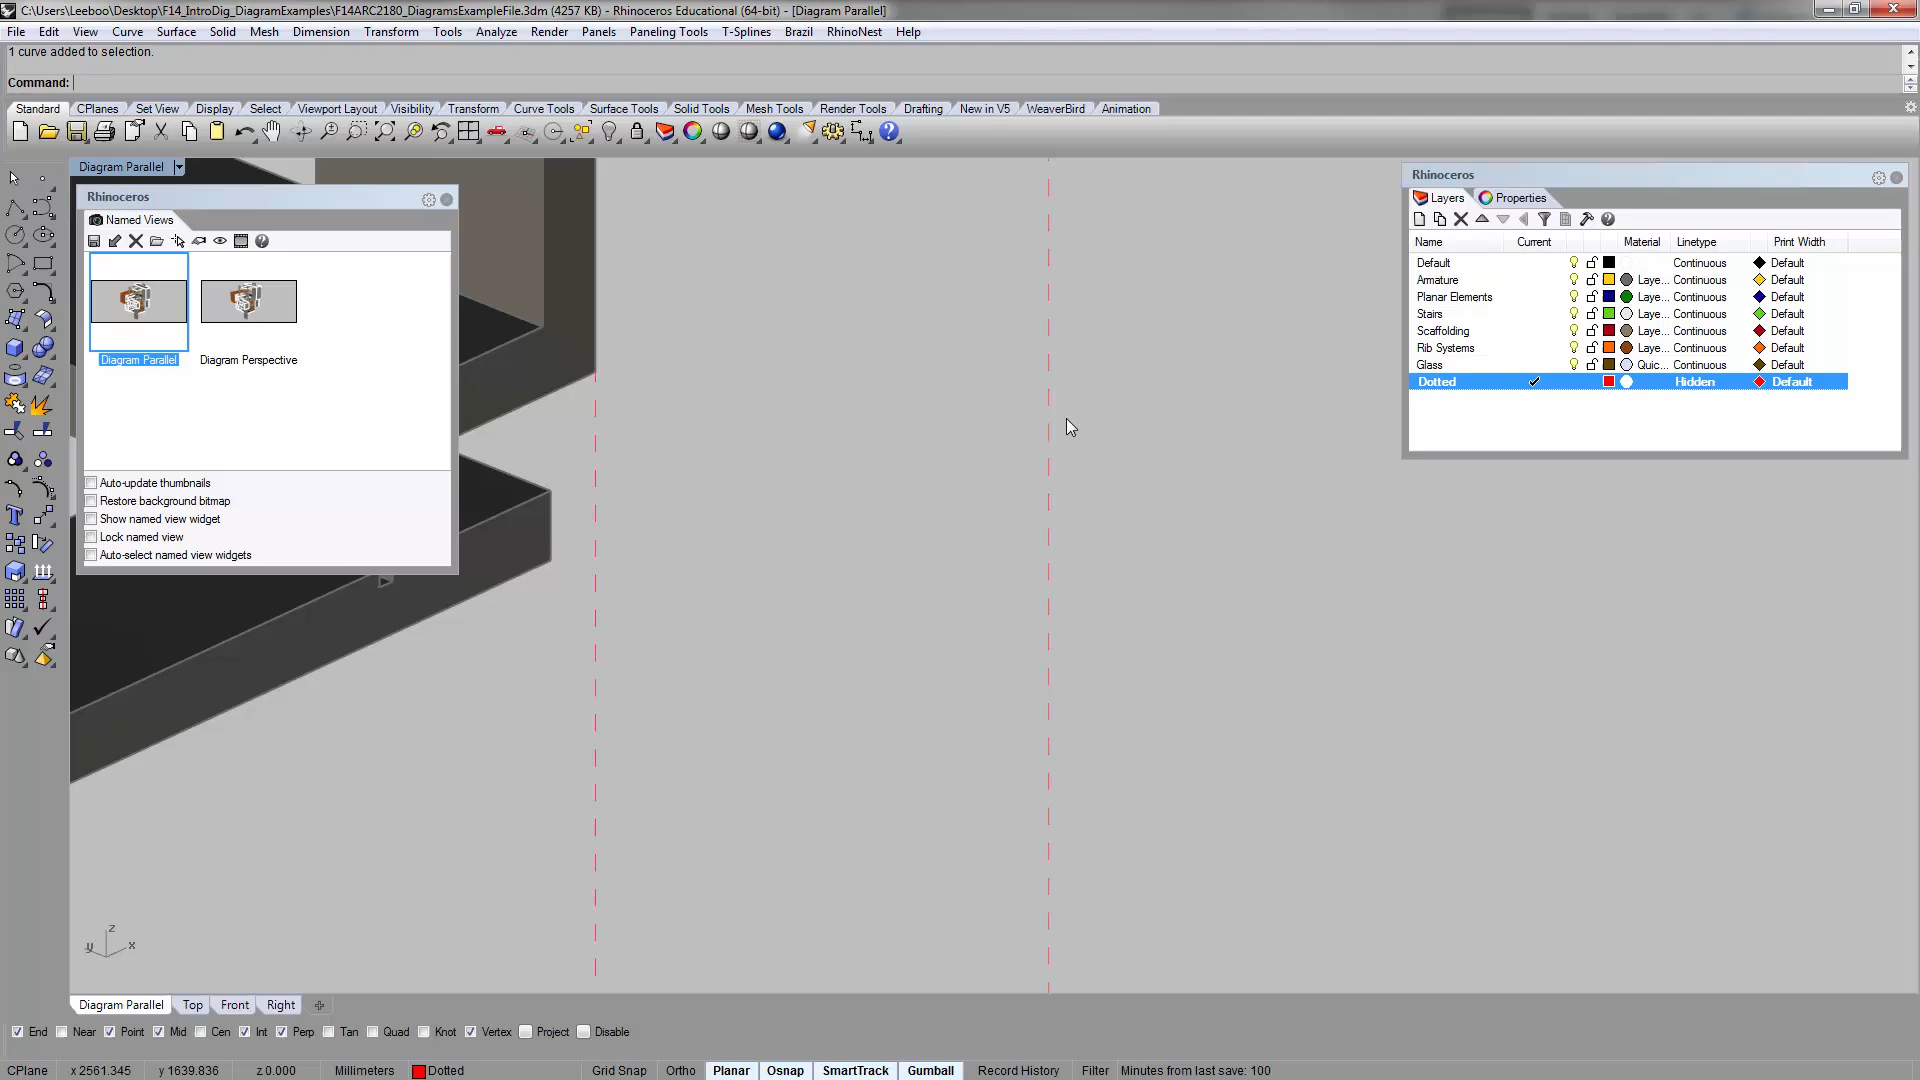 C:\Users\Leeboo\Desktop\F14_IntroDig_DiagramExamples\F14ARC2180_DiagramsExampleFile.3dm (4257 KB) - Rhinoceros Educational (64-bit) - [Diagram Parallel]
File Edit View Curve Surface Solid Mesh Dimension Transform Tools Analyze Render Panels Paneling Tools T-Splines Brazil RhinoNest Help
1 curve added to selection.
Command:
Standard CPlanes Set View Display Select Viewport Layout Visibility Transform Curve Tools Surface Tools Solid Tools Mesh Tools Render Tools Drafting New in V5 WeaverBird Animation
Diagram Parallel
Rhinoceros
Named Views
Diagram Parallel Diagram Perspective
Auto-update thumbnails
Restore background bitmap
Show named view widget
Lock named view
Auto-select named view widgets
Rhinoceros
Layers Properties
Name Current Material Linetype Print Width
Default Continuous Default
Armature Laye... Continuous Default
Planar Elements Laye... Continuous Default
Stairs Laye... Continuous Default
Scaffolding Laye... Continuous Default
Rib Systems Laye... Continuous Default
Glass Quic... Continuous Default
Dotted Hidden Default
z
y x
Diagram Parallel Top Front Right
End Near Point Mid Cen Int Perp Tan Quad Knot Vertex Project Disable
CPlane x 2561.345 y 1639.836 z 0.000 Millimeters Dotted Grid Snap Ortho Planar Osnap SmartTrack Gumball Record History Filter Minutes from last save: 100